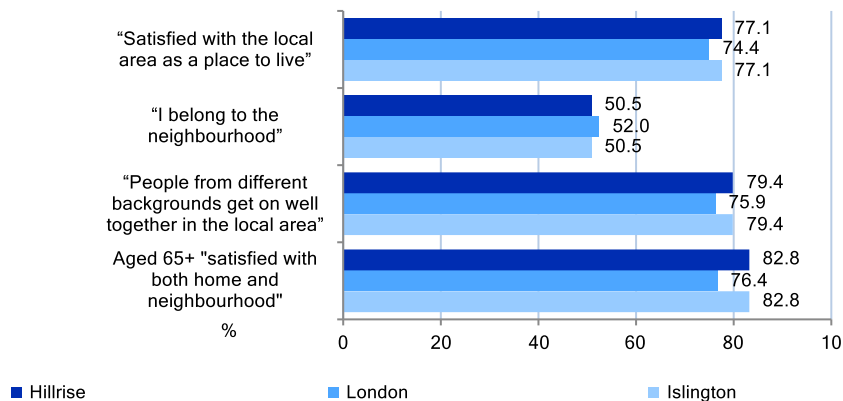 “Satisfied with the local
area as a place to live”
77.1
74.4
77.1
“I belong to the
neighbourhood”
50.5
52.0
50.5
“People from different
backgrounds get on well
together in the local area”
79.4
75.9
79.4
Aged 65+ "satisfied with
both home and
neighbourhood"
82.8
76.4
82.8
%
0 20 40 60 80 10
Hillrise London Islington